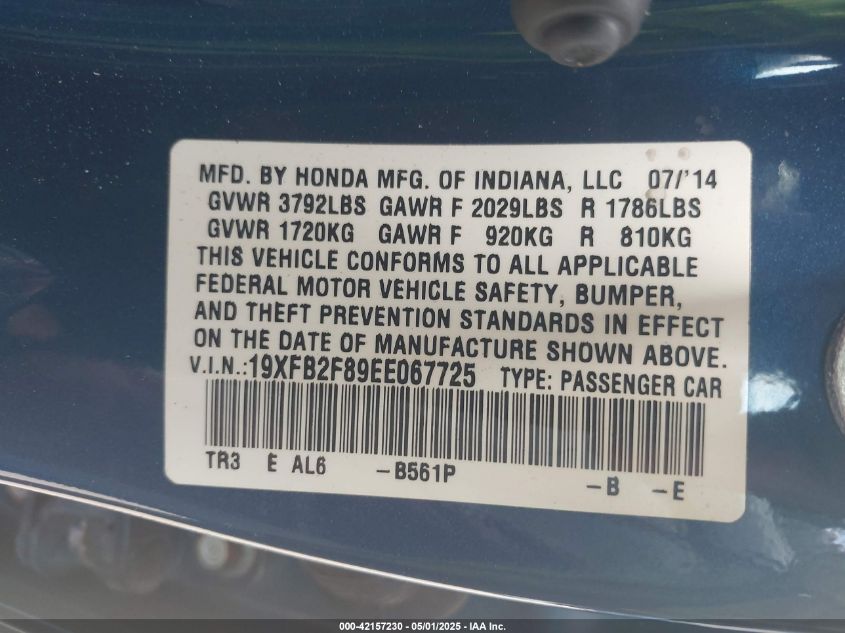 MFD. BY HONDA MFG. OF INDIANA, LLC 07/'14
GVWR 3792LBS GAWR F 2029LBS R 1786LBS
GVWR 1720KG GAWR F 920KG R 810KG
THIS VEHICLE CONFORMS TO ALL APPLICABLE
FEDERAL MOTOR VEHICLE SAFETY, BUMPER,
AND THEFT PREVENTION STANDARDS IN EFFECT
ON THE DATE OF MANUFACTURE SHOWN ABOVE.
V.I.N.:19XFB2F89EE067725 TYPE: PASSENGER CAR
TR3 E AL6 -B561P -B -E
000-42157230 - 05/01/2025 - IAA Inc.